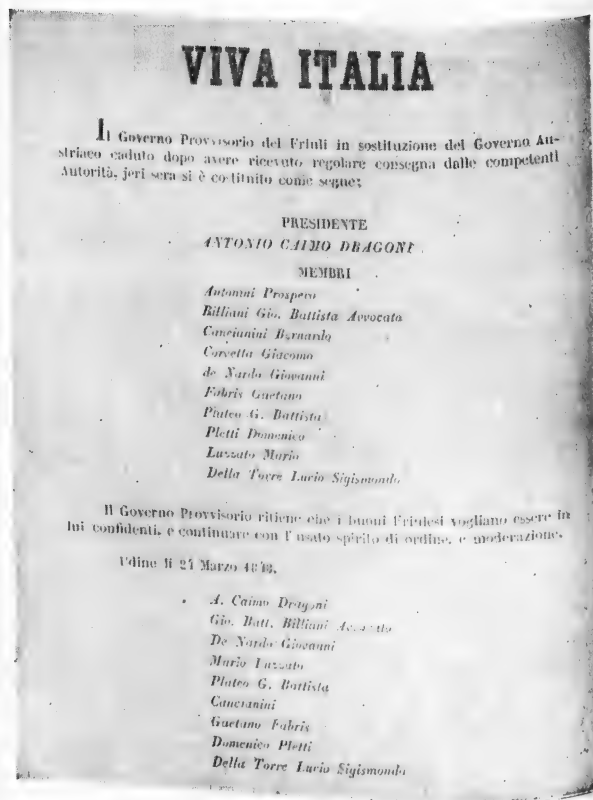 VIVA ITALIA
Il Governo Provvisorio del Friuli in sostituzione del Governo Au-
striaco caduto dopo avere ricevuto regolare consegna dalle competenti
Autorità, jeri sera si è costituito come segue;
PRESIDENTE
ANTONIO CAIMO DRAGONI
MEMBRI
Antonini Prospero
Billiani Gio. Battista Avvocato
Cancianini Bernardo
Corvetta Giacomo
de Nardo Giovanni
Fabris Gaetano
Plateo G. Battista
Pletti Domenico
Luzzato Mario
Della Torre Lucio Sigismondo
Il Governo Provvisorio ritiene che i buoni Friulesi vogliano essere in
lui confidenti, e continuare con l'usato spirito di ordine, e moderazione.
Udine li Marzo 1848.
A. Caimo Dragoni
Gio. Batt. Billiani Avvocato
De Nardo Giovanni
Mario Luzzato
Plateo G. Battista
Cancianini
Gaetano Fabris
Domenico Pletti
Della Torre Lucio Sigismondo